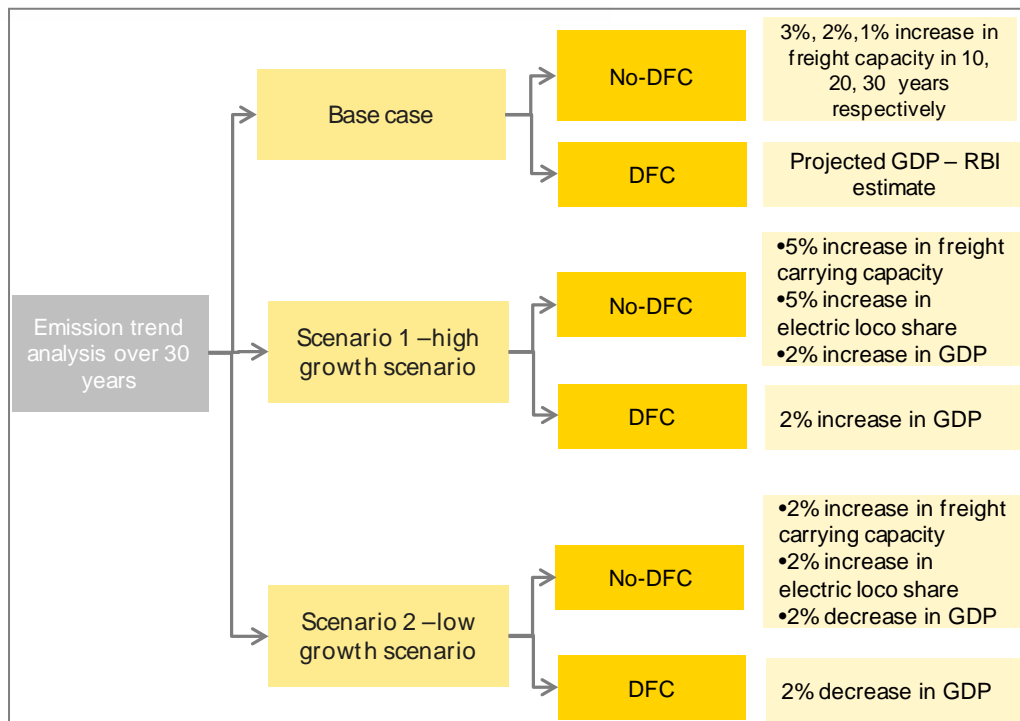 Emission trend
analysis over 30
years
Base case
No-DFC
3%, 2%,1% increase in
freight capacity in 10,
20, 30 years
respectively
DFC
Projected GDP – RBI
estimate
Scenario 1 –high
growth scenario
No-DFC
•5% increase in freight
carrying capacity
•5% increase in
electric loco share
•2% increase in GDP
DFC
2% increase in GDP
Scenario 2 –low
growth scenario
No-DFC
•2% increase in freight
carrying capacity
•2% increase in
electric loco share
•2% decrease in GDP
DFC
2% decrease in GDP